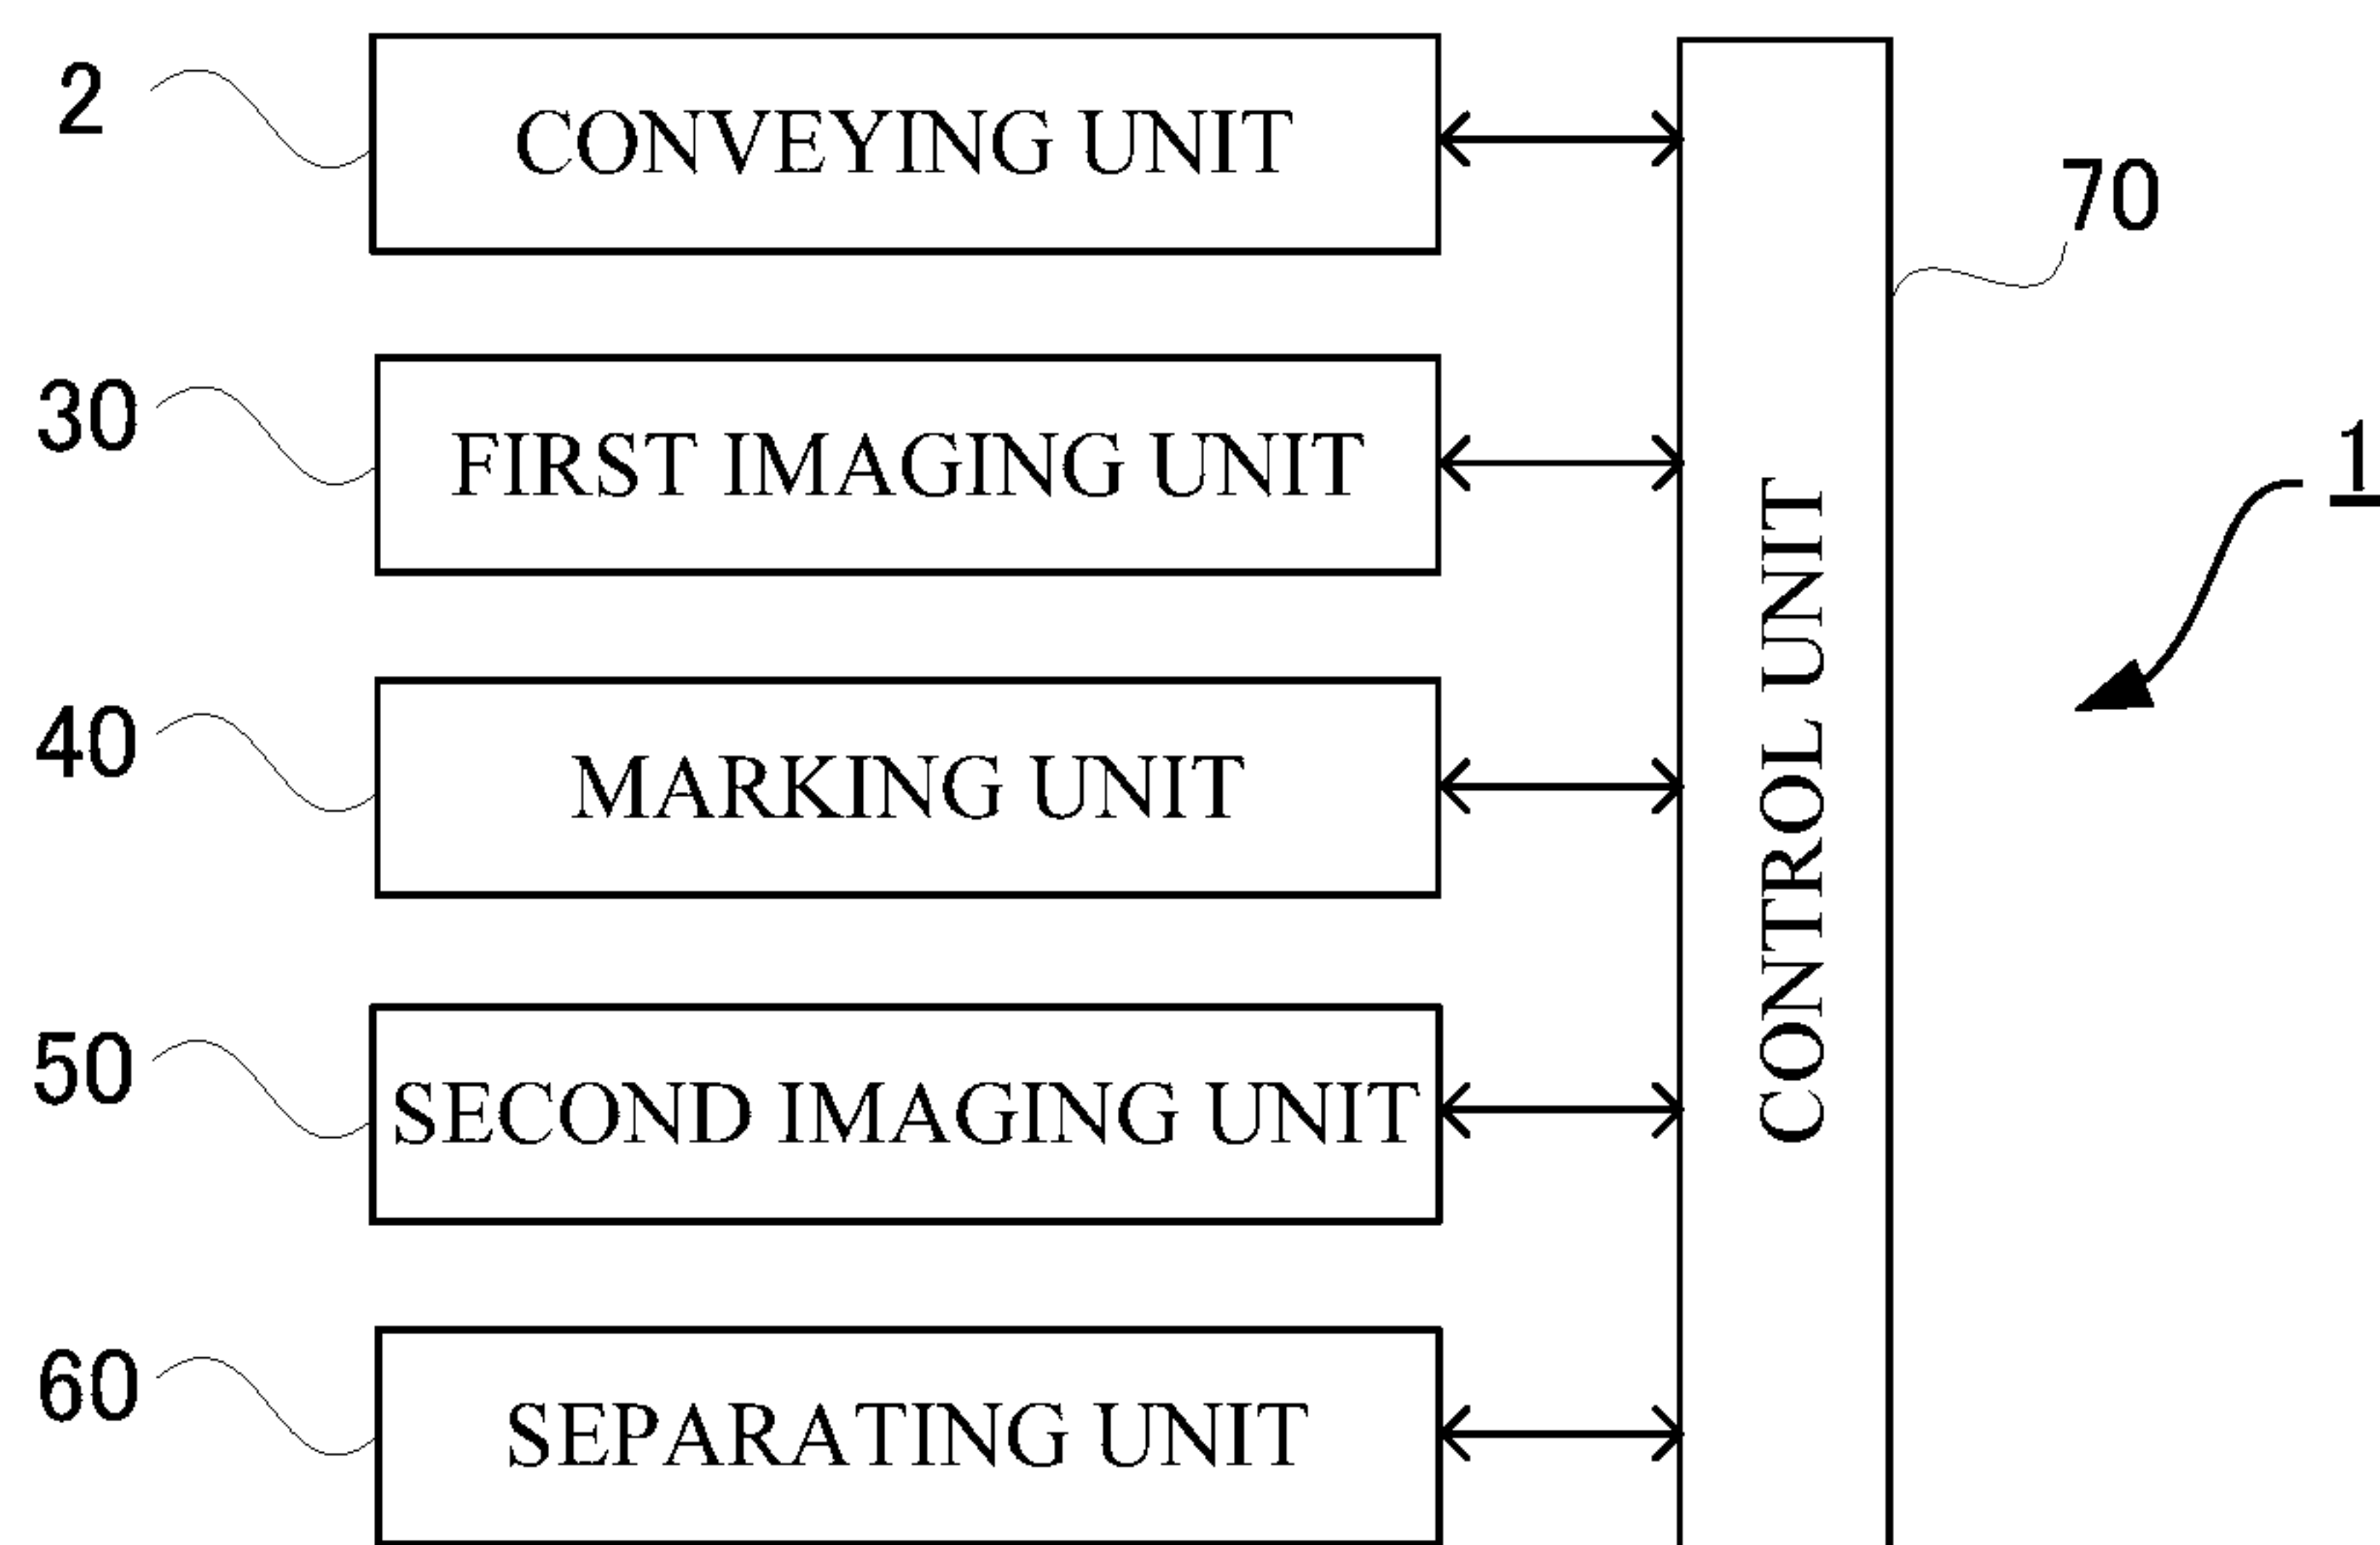 2
CONVEYING UNIT
70
30
FIRST IMAGING UNIT
1
CONTROL UNIT
40
MARKING UNIT
50
SECOND IMAGING UNIT
60
SEPARATING UNIT